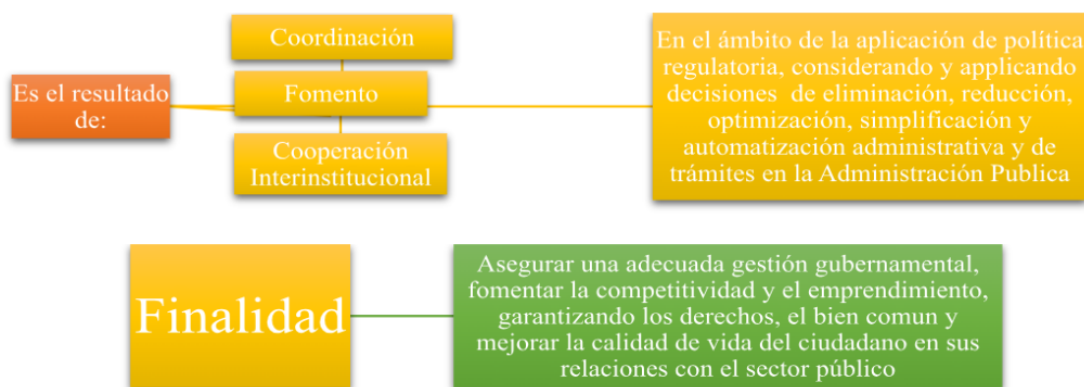 Es el resultado
de:
Coordinación
Fomento
Cooperación
Interinstitucional
En el ámbito de la aplicación de política
regulatoria, considerando y applicando
decisiones de eliminación, reducción,
optimización, simplificación y
automatización administrativa y de
trámites en la Administración Publica
Finalidad
Asegurar una adecuada gestión gubernamental,
fomentar la competitividad y el emprendimiento,
garantizando los derechos, el bien comun y
mejorar la calidad de vida del ciudadano en sus
relaciones con el sector público